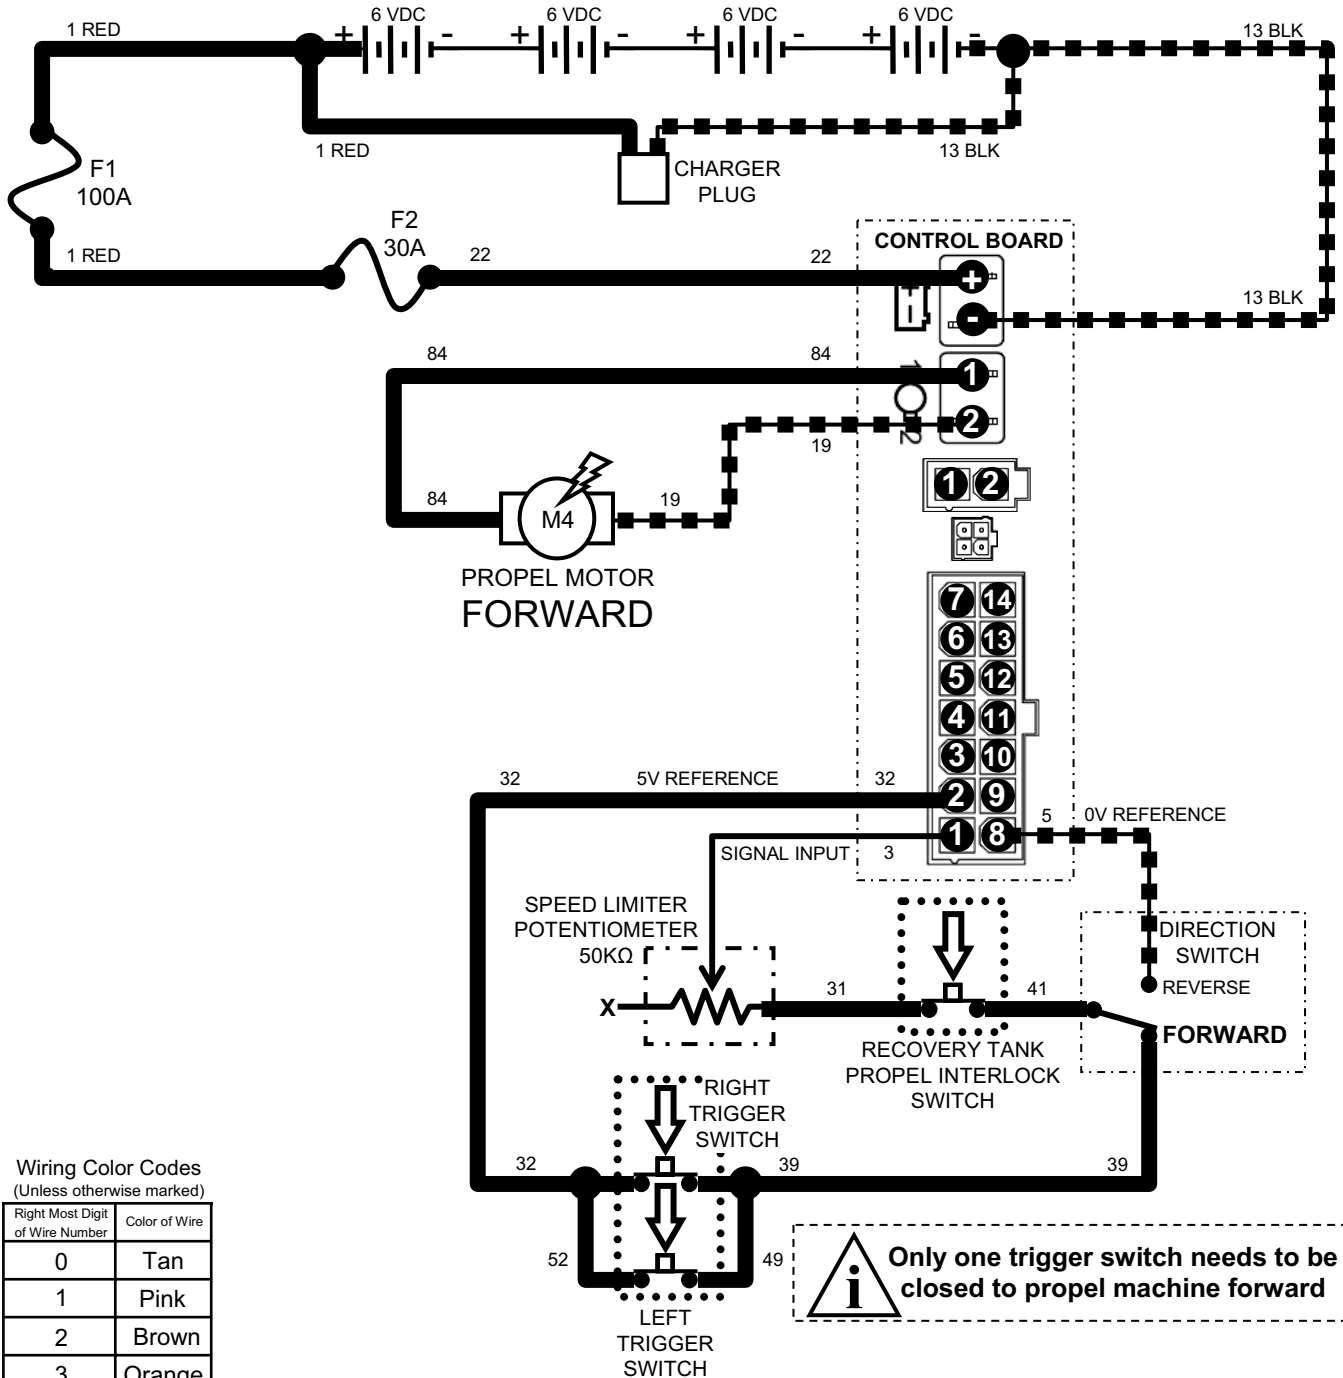 6 VDC
6 VDC
6 VDC
6 VDC
1 RED
+ -
+ -
+ -
+ -
13 BLK
1 RED
13 BLK
CHARGER
PLUG
F1
100A
F2
30A
1 RED
22
22
CONTROL BOARD
+
-
+
-
13 BLK
84
84
1
1
2
2
19
84
19
M4
PROPEL MOTOR
FORWARD
1 2
7 14
6 13
5 12
4 11
3 10
2 9
1 8
32
5V REFERENCE
32
5
0V REFERENCE
SIGNAL INPUT
3
SPEED LIMITER
POTENTIOMETER
50KΩ
X
31
41
DIRECTION
SWITCH
REVERSE
FORWARD
RECOVERY TANK
PROPEL INTERLOCK
SWITCH
RIGHT
TRIGGER
SWITCH
32
39
39
52
49
LEFT
TRIGGER
SWITCH
i
Only one trigger switch needs to be
closed to propel machine forward
Wiring Color Codes
(Unless otherwise marked)
Right Most Digit
of Wire Number
Color of Wire
0 Tan
1 Pink
2 Brown
3 Orange